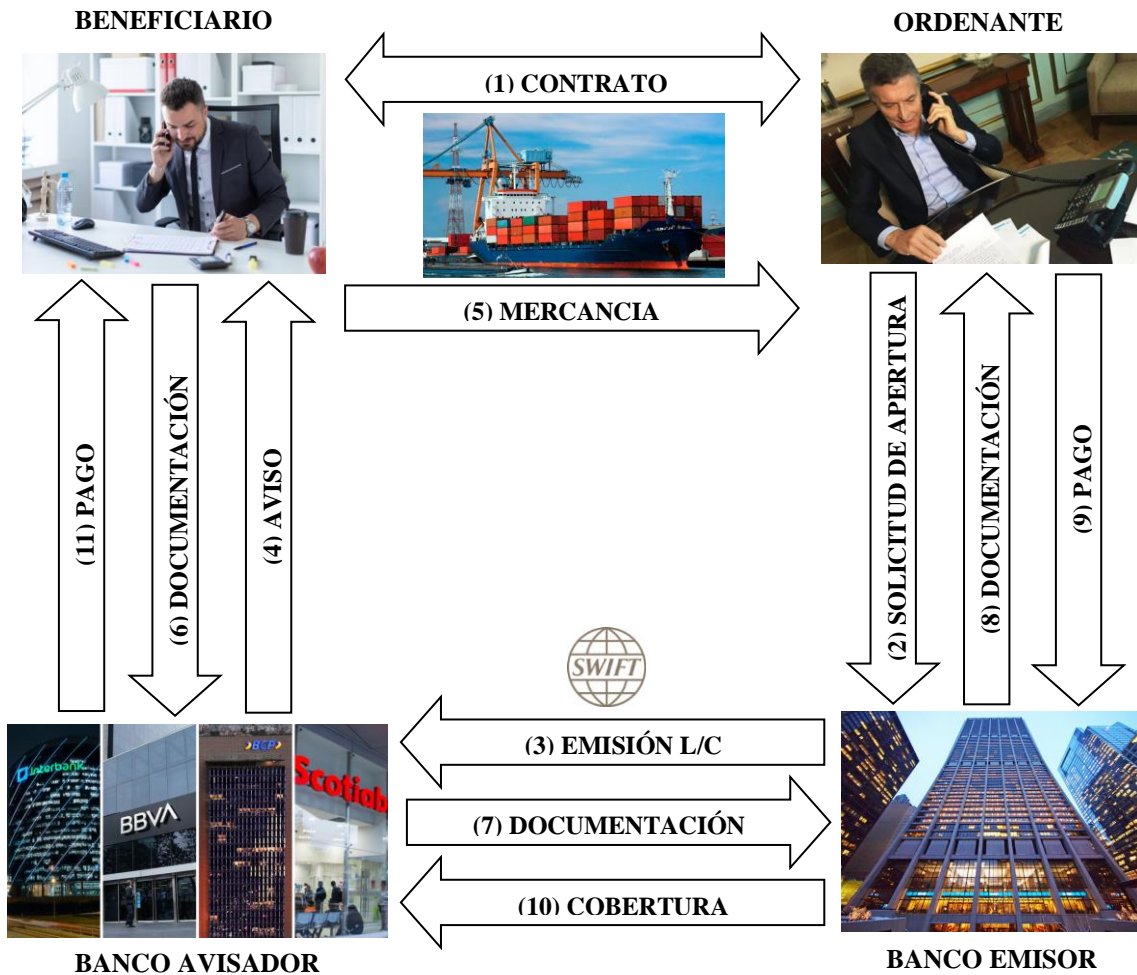 BENEFICIARIO
ORDENANTE
(1) CONTRATO
(5) MERCANCIA
(11) PAGO
(6) DOCUMENTACIÓN
(4) AVISO
(2) SOLICITUD DE APERTURA
(8) DOCUMENTACIÓN
(9) PAGO
SWIFT
(3) EMISIÓN L/C
(7) DOCUMENTACIÓN
(10) COBERTURA
Interbank
BBVA
BCP
Scotiab
BANCO AVISADOR
BANCO EMISOR